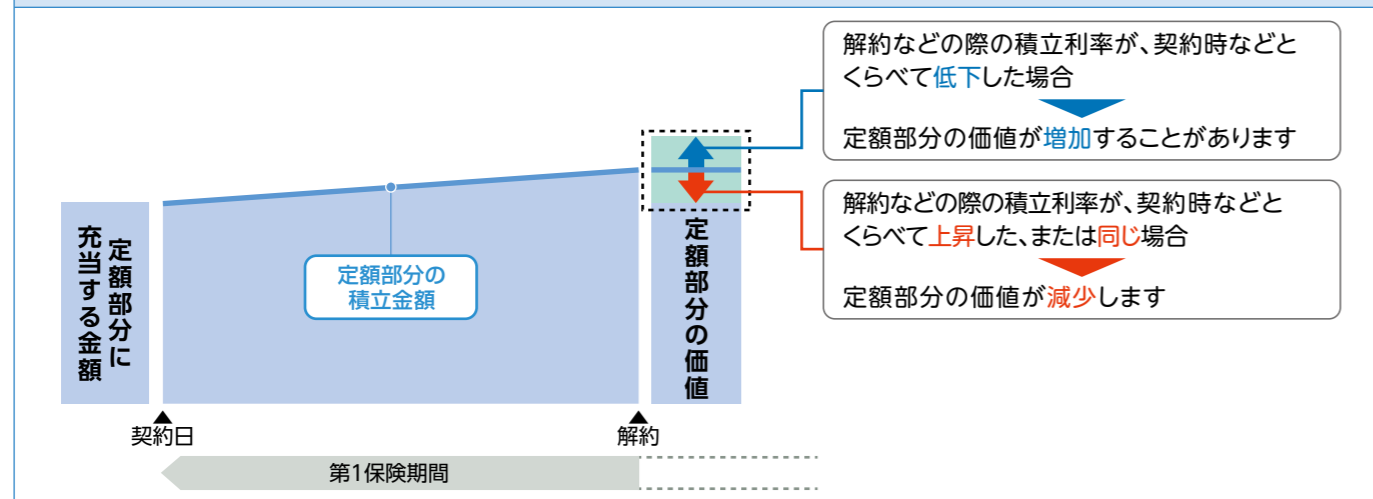 解約などの際の積立利率が、契約時などと
くらべて低下した場合
定額部分の価値が増加することがあります
解約などの際の積立利率が、契約時などと
くらべて上昇した、または同じ場合
定額部分の価値が減少します
定額部分に
充当する金額
定額部分の
積立金額
定額部分の価値
契約日
解約
第1保険期間